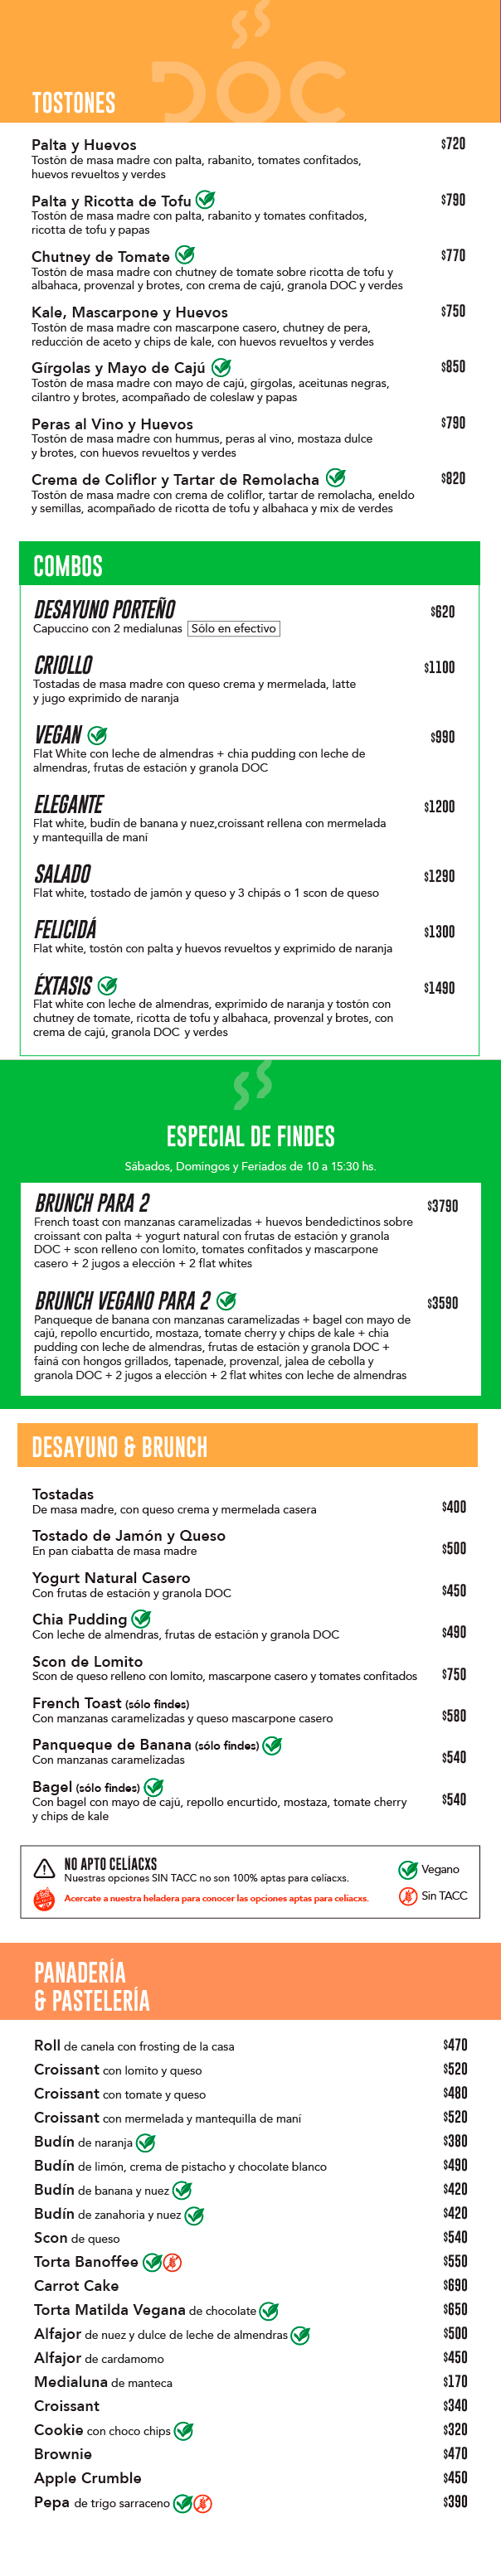 DOC
TOSTONES
Palta y Huevos $720
Tostón de masa madre con palta, rabanito, tomates confitados,
huevos revueltos y verdes
Palta y Ricotta de Tofu $790
Tostón de masa madre con palta, rabanito y tomates confitados,
ricotta de tofu y papas
Chutney de Tomate $770
Tostón de masa madre con chutney de tomate sobre ricotta de tofu y
albahaca, provenzal y brotes, con crema de cajú, granola DOC y verdes
Kale, Mascarpone y Huevos $750
Tostón de masa madre con mascarpone casero, chutney de pera,
reducción de aceto y chips de kale, con huevos revueltos y verdes
Gírgolas y Mayo de Cajú $850
Tostón de masa madre con mayo de cajú, gírgolas, aceitunas negras,
cilantro y brotes, acompañado de coleslaw y papas
Peras al Vino y Huevos $790
Tostón de masa madre con hummus, peras al vino, mostaza dulce
y brotes, con huevos revueltos y verdes
Crema de Coliflor y Tartar de Remolacha $820
Tostón de masa madre con crema de coliflor, tartar de remolacha, eneldo
y semillas, acompañado de ricotta de tofu y albahaca y mix de verdes
COMBOS
DESAYUNO PORTEÑO $620
Capuccino con 2 medialunas Sólo en efectivo
CRIOLLO $1100
Tostadas de masa madre con queso crema y mermelada, latte
y jugo exprimido de naranja
VEGAN $990
Flat White con leche de almendras + chia pudding con leche de
almendras, frutas de estación y granola DOC
ELEGANTE $1200
Flat white, budín de banana y nuez,croissant rellena con mermelada
y mantequilla de maní
SALADO $1290
Flat white, tostado de jamón y queso y 3 chipás o 1 scon de queso
FELICIDÁ $1300
Flat white, tostón con palta y huevos revueltos y exprimido de naranja
ÉXTASIS $1490
Flat white con leche de almendras, exprimido de naranja y tostón con
chutney de tomate, ricotta de tofu y albahaca, provenzal y brotes, con
crema de cajú, granola DOC y verdes
ESPECIAL DE FINDES
Sábados, Domingos y Feriados de 10 a 15:30 hs.
BRUNCH PARA 2 $3790
French toast con manzanas caramelizadas + huevos bendedictinos sobre
croissant con palta + yogurt natural con frutas de estación y granola
DOC + scon relleno con lomito, tomates confitados y mascarpone
casero + 2 jugos a elección + 2 flat whites
BRUNCH VEGANO PARA 2 $3590
Panqueque de banana con manzanas caramelizadas + bagel con mayo de
cajú, repollo encurtido, mostaza, tomate cherry y chips de kale + chia
pudding con leche de almendras, frutas de estación y granola DOC +
fainá con hongos grillados, tapenade, provenzal, jalea de cebolla y
granola DOC + 2 jugos a elección + 2 flat whites con leche de almendras
DESAYUNO & BRUNCH
Tostadas $400
De masa madre, con queso crema y mermelada casera
Tostado de Jamón y Queso $500
En pan ciabatta de masa madre
Yogurt Natural Casero $450
Con frutas de estación y granola DOC
Chia Pudding $490
Con leche de almendras, frutas de estación y granola DOC
Scon de Lomito $750
Scon de queso relleno con lomito, mascarpone casero y tomates confitados
French Toast (sólo findes) $580
Con manzanas caramelizadas y queso mascarpone casero
Panqueque de Banana (sólo findes) $540
Con manzanas caramelizadas
Bagel (sólo findes) $540
Con bagel con mayo de cajú, repollo encurtido, mostaza, tomate cherry
y chips de kale
NO APTO CELÍACXS
Nuestras opciones SIN TACC no son 100% aptas para celíacxs.
Acercate a nuestra heladera para conocer las opciones aptas para celíacxs.
Vegano
Sin TACC
PANADERÍA
& PASTELERÍA
Roll de canela con frosting de la casa $470
Croissant con lomito y queso $520
Croissant con tomate y queso $480
Croissant con mermelada y mantequilla de maní $520
Budín de naranja $380
Budín de limón, crema de pistacho y chocolate blanco $490
Budín de banana y nuez $420
Budín de zanahoria y nuez $420
Scon de queso $540
Torta Banoffee $550
Carrot Cake $690
Torta Matilda Vegana de chocolate $650
Alfajor de nuez y dulce de leche de almendras $500
Alfajor de cardamomo $450
Medialuna de manteca $170
Croissant $340
Cookie con choco chips $320
Brownie $470
Apple Crumble $450
Pepa de trigo sarraceno $390